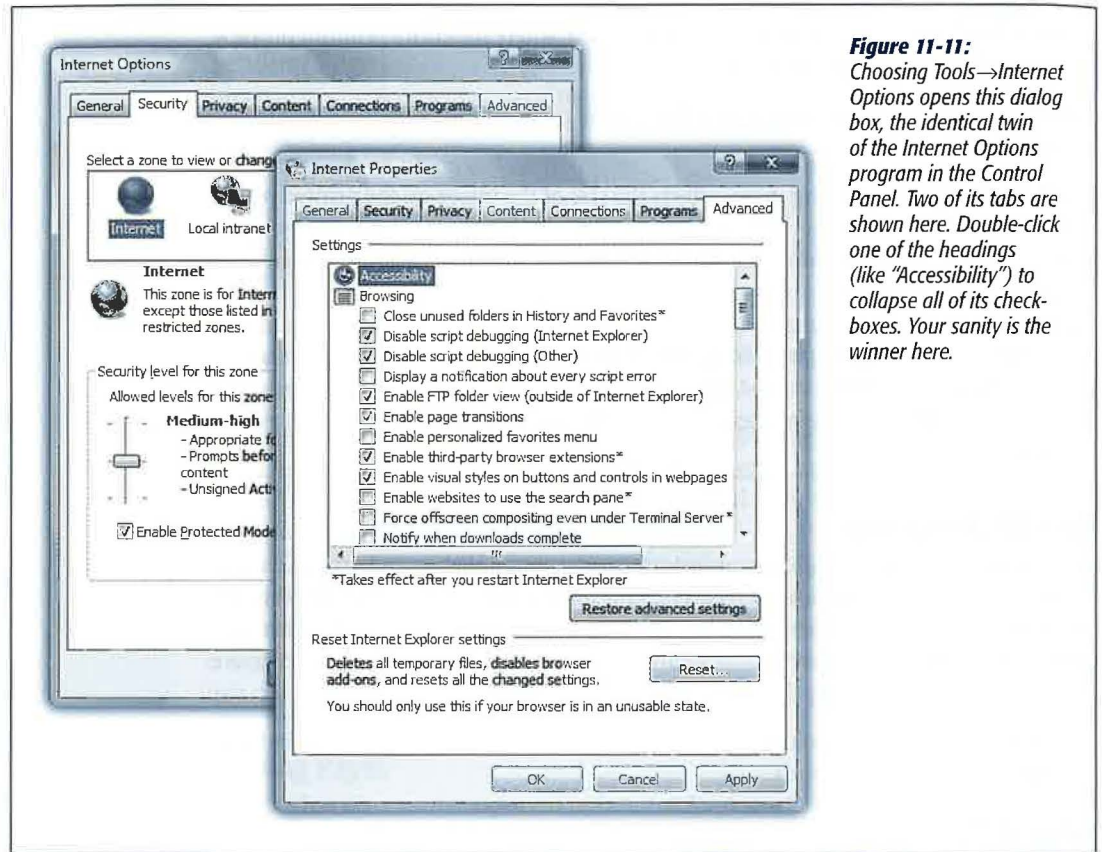 Internet Options
General Security Privacy Content Connections Programs Advanced
Select a zone to view or change
Internet
Local intranet
Internet
This zone is for Intern
except those listed in
restricted zones.
Security level for this zone
Allowed levels for this zone
Medium-high
- Appropriate fo
- Prompts befor
content
- Unsigned Acti
Enable Protected Mode
Internet Properties
General Security Privacy Content Connections Programs Advanced
Settings
Accessibility
Browsing
Close unused folders in History and Favorites*
Disable script debugging (Internet Explorer)
Disable script debugging (Other)
Display a notification about every script error
Enable FTP folder view (outside of Internet Explorer)
Enable page transitions
Enable personalized favorites menu
Enable third-party browser extensions*
Enable visual styles on buttons and controls in webpages
Enable websites to use the search pane*
Force offscreen compositing even under Terminal Server*
Notify when downloads complete
*Takes effect after you restart Internet Explorer
Restore advanced settings
Reset Internet Explorer settings
Deletes all temporary files, disables browser
add-ons, and resets all the changed settings.
Reset...
You should only use this if your browser is in an unusable state.
OK Cancel Apply
Figure 11-11:
Choosing Tools→Internet
Options opens this dialog
box, the identical twin
of the Internet Options
program in the Control
Panel. Two of its tabs are
shown here. Double-click
one of the headings
(like "Accessibility") to
collapse all of its check-
boxes. Your sanity is the
winner here.